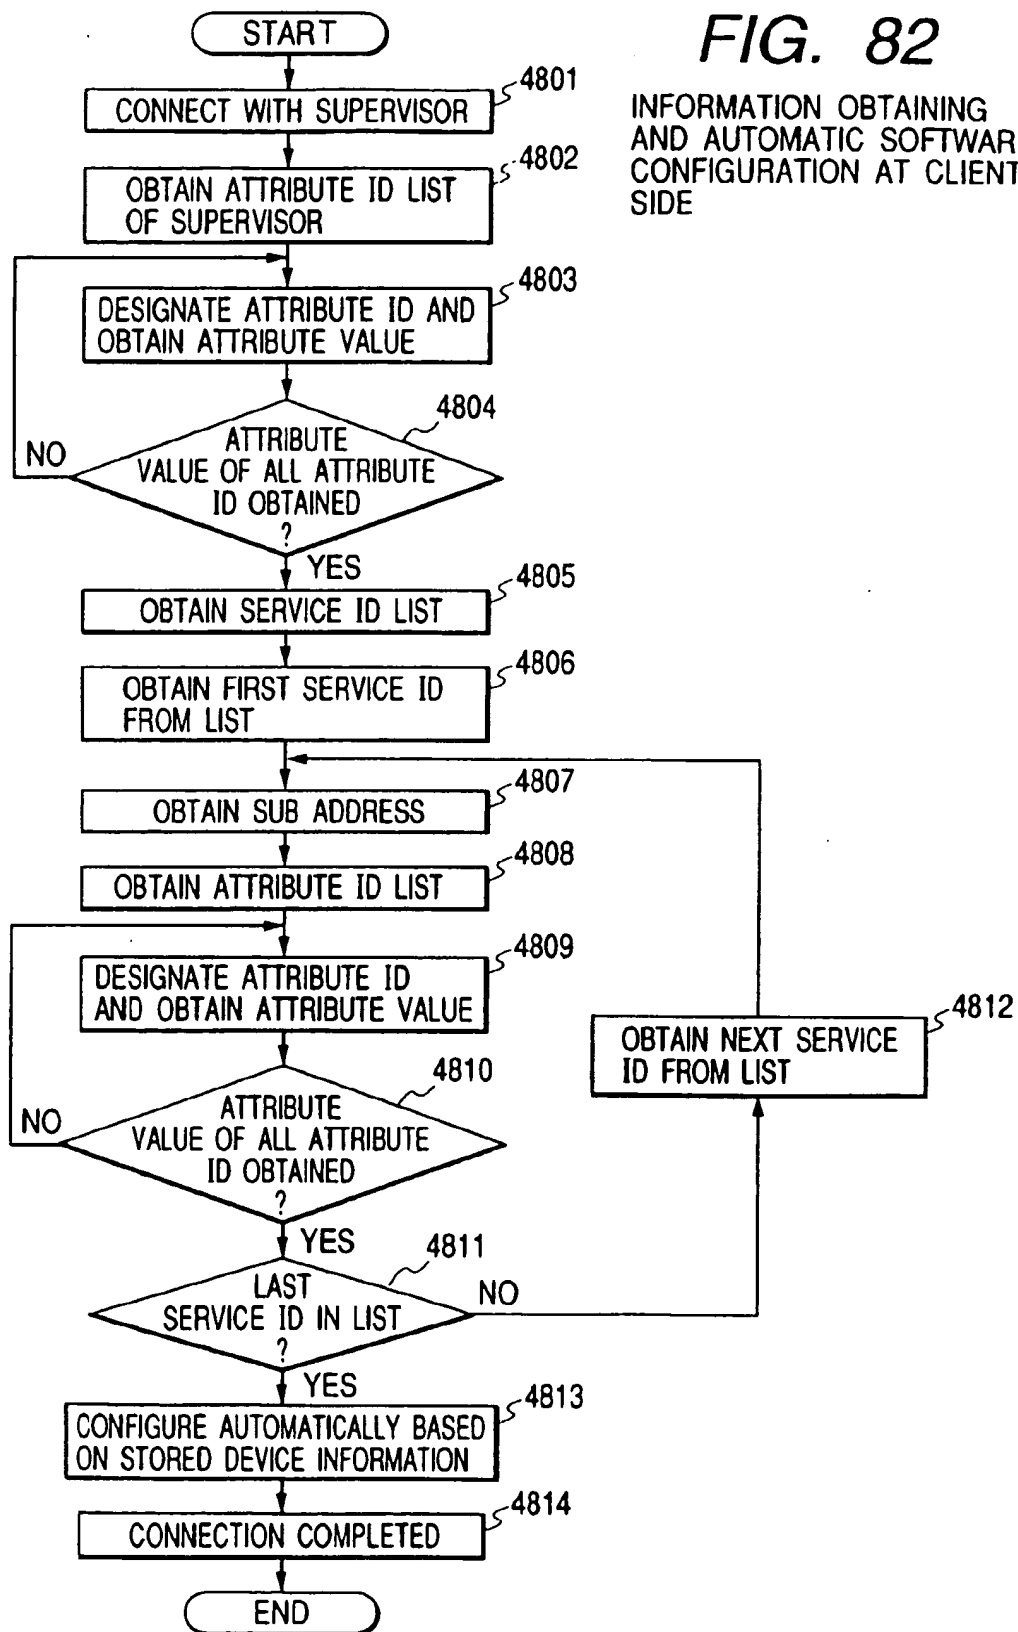 FIG. 82
INFORMATION OBTAINING
AND AUTOMATIC SOFTWAR
CONFIGURATION AT CLIENT
SIDE
START
4801
CONNECT WITH SUPERVISOR
4802
OBTAIN ATTRIBUTE ID LIST
OF SUPERVISOR
4803
DESIGNATE ATTRIBUTE ID AND
OBTAIN ATTRIBUTE VALUE
4804
ATTRIBUTE
VALUE OF ALL ATTRIBUTE
ID OBTAINED
?
NO
YES
4805
OBTAIN SERVICE ID LIST
4806
OBTAIN FIRST SERVICE ID
FROM LIST
4807
OBTAIN SUB ADDRESS
4808
OBTAIN ATTRIBUTE ID LIST
4809
DESIGNATE ATTRIBUTE ID
AND OBTAIN ATTRIBUTE VALUE
4810
ATTRIBUTE
VALUE OF ALL ATTRIBUTE
ID OBTAINED
?
NO
YES
4811
LAST
SERVICE ID IN LIST
?
NO
4812
OBTAIN NEXT SERVICE
ID FROM LIST
YES
4813
CONFIGURE AUTOMATICALLY BASED
ON STORED DEVICE INFORMATION
4814
CONNECTION COMPLETED
END